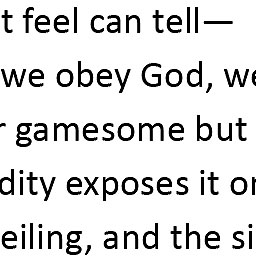 t feel can tell—
we obey God, we
gamesome but
dity exposes it or
eiling, and the si